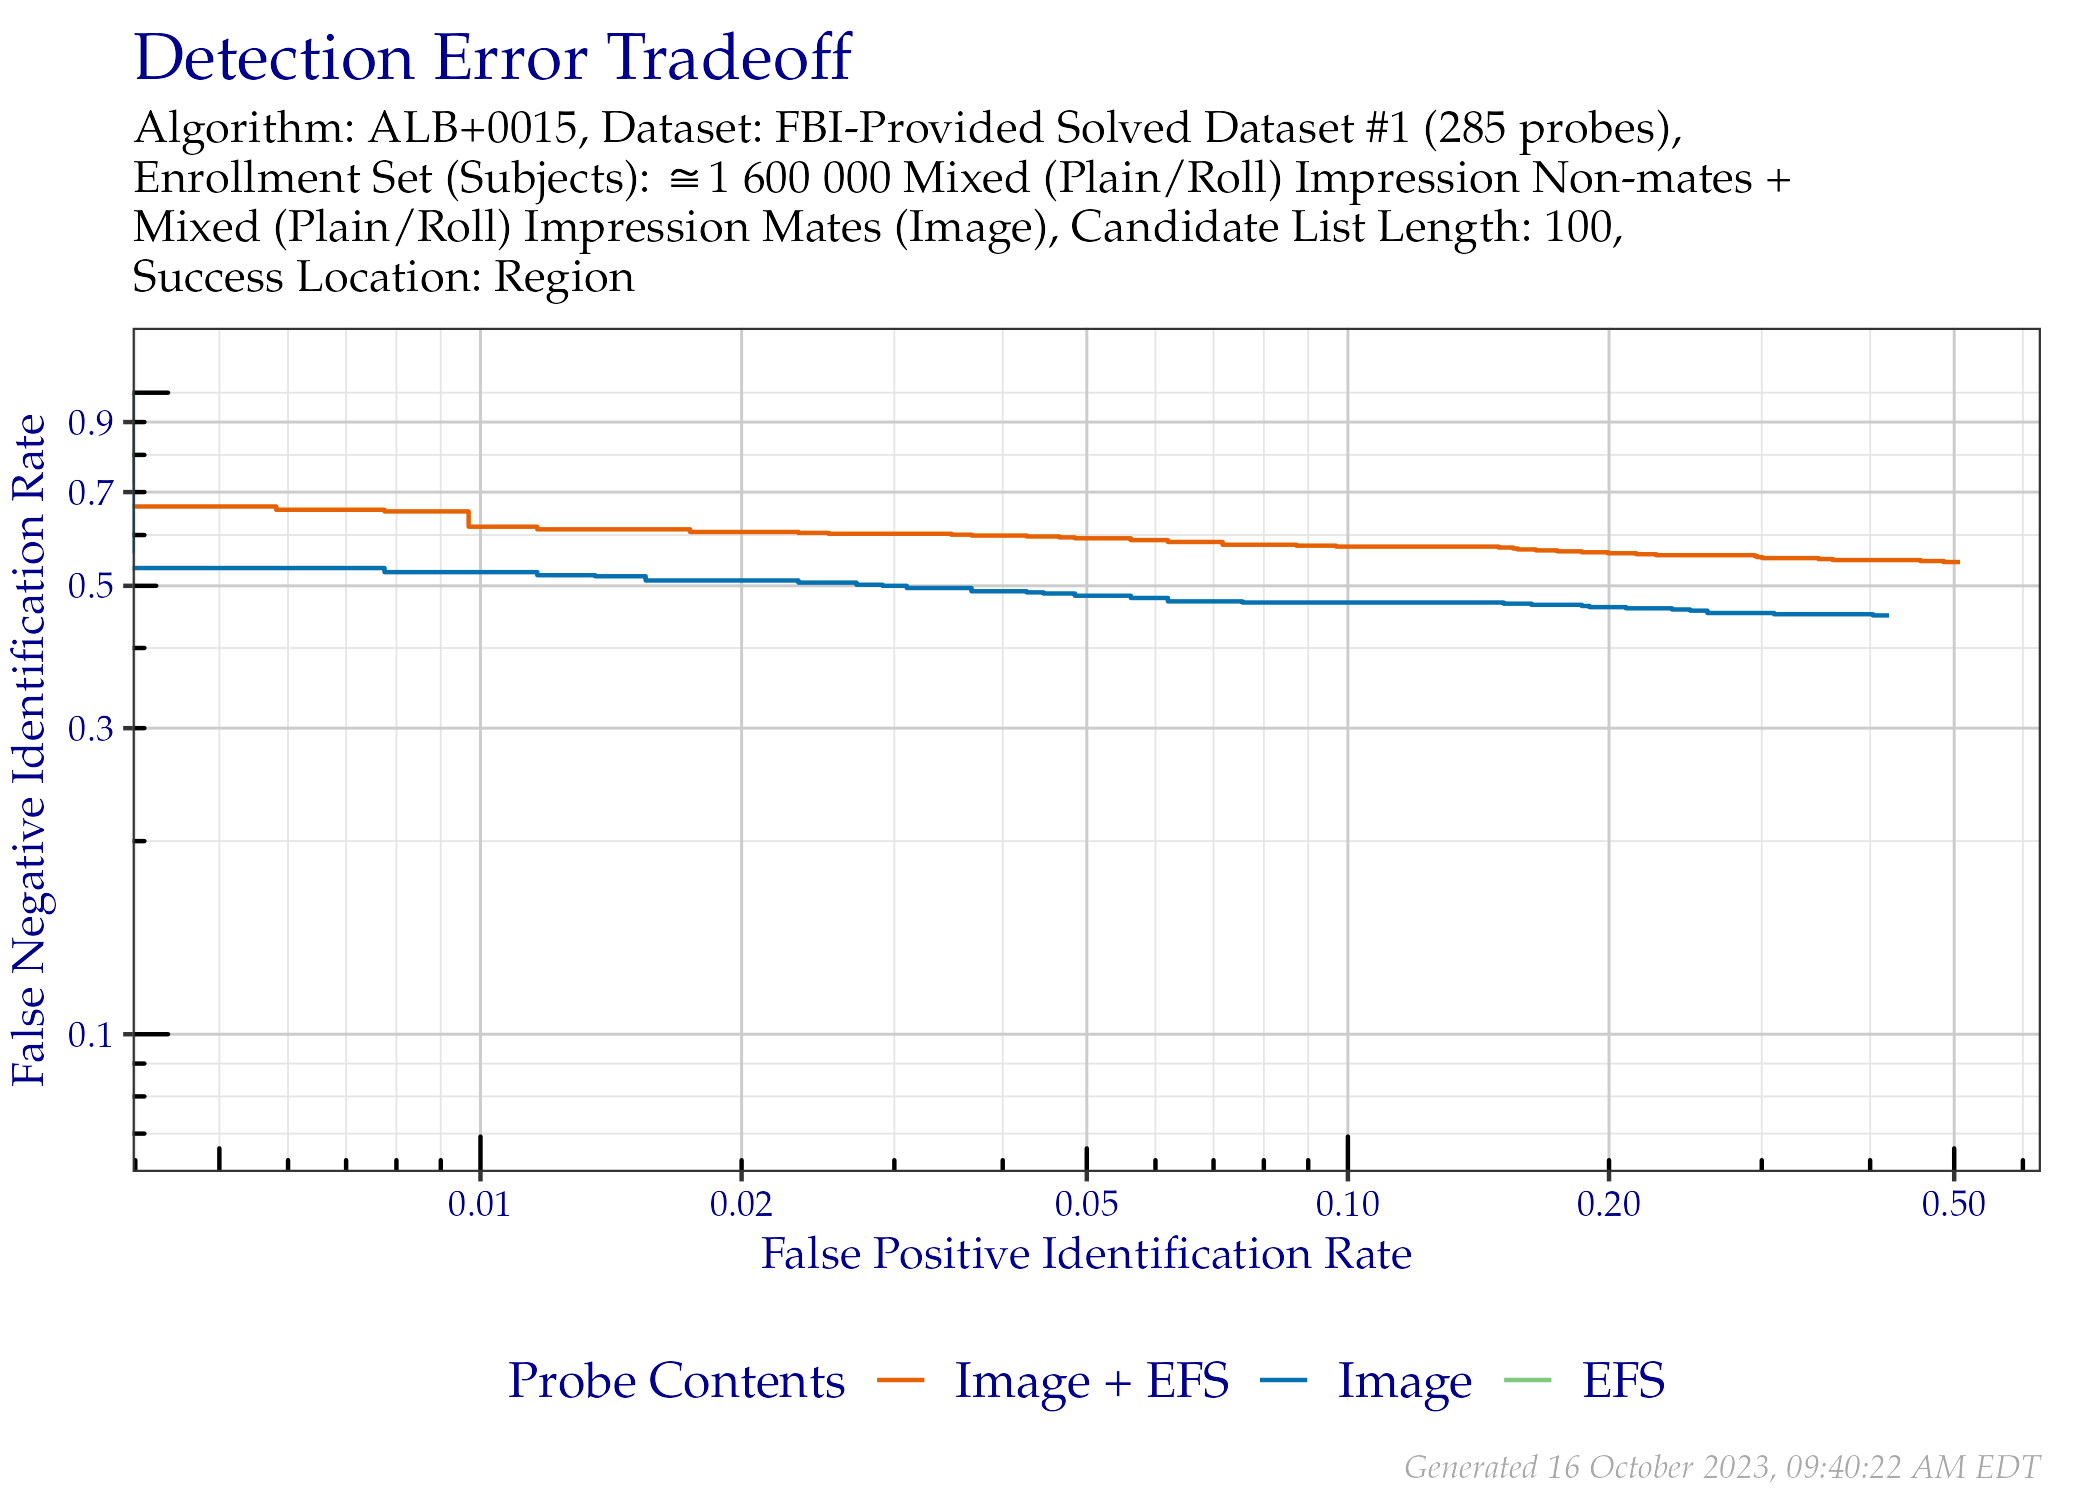 Detection Error Tradeoff
Algorithm: ALB+0015, Dataset: FBI-Provided Solved Dataset #1 (285 probes),
Enrollment Set (Subjects): ≅ 1 600 000 Mixed (Plain/Roll) Impression Non-mates +
Mixed (Plain/Roll) Impression Mates (Image), Candidate List Length: 100,
Success Location: Region
False Negative Identification Rate
0.9
0.7
0.5
0.3
0.1
0.01 0.02 0.05 0.10 0.20 0.50
False Positive Identification Rate
Probe Contents Image + EFS Image EFS
Generated 16 October 2023, 09:40:22 AM EDT